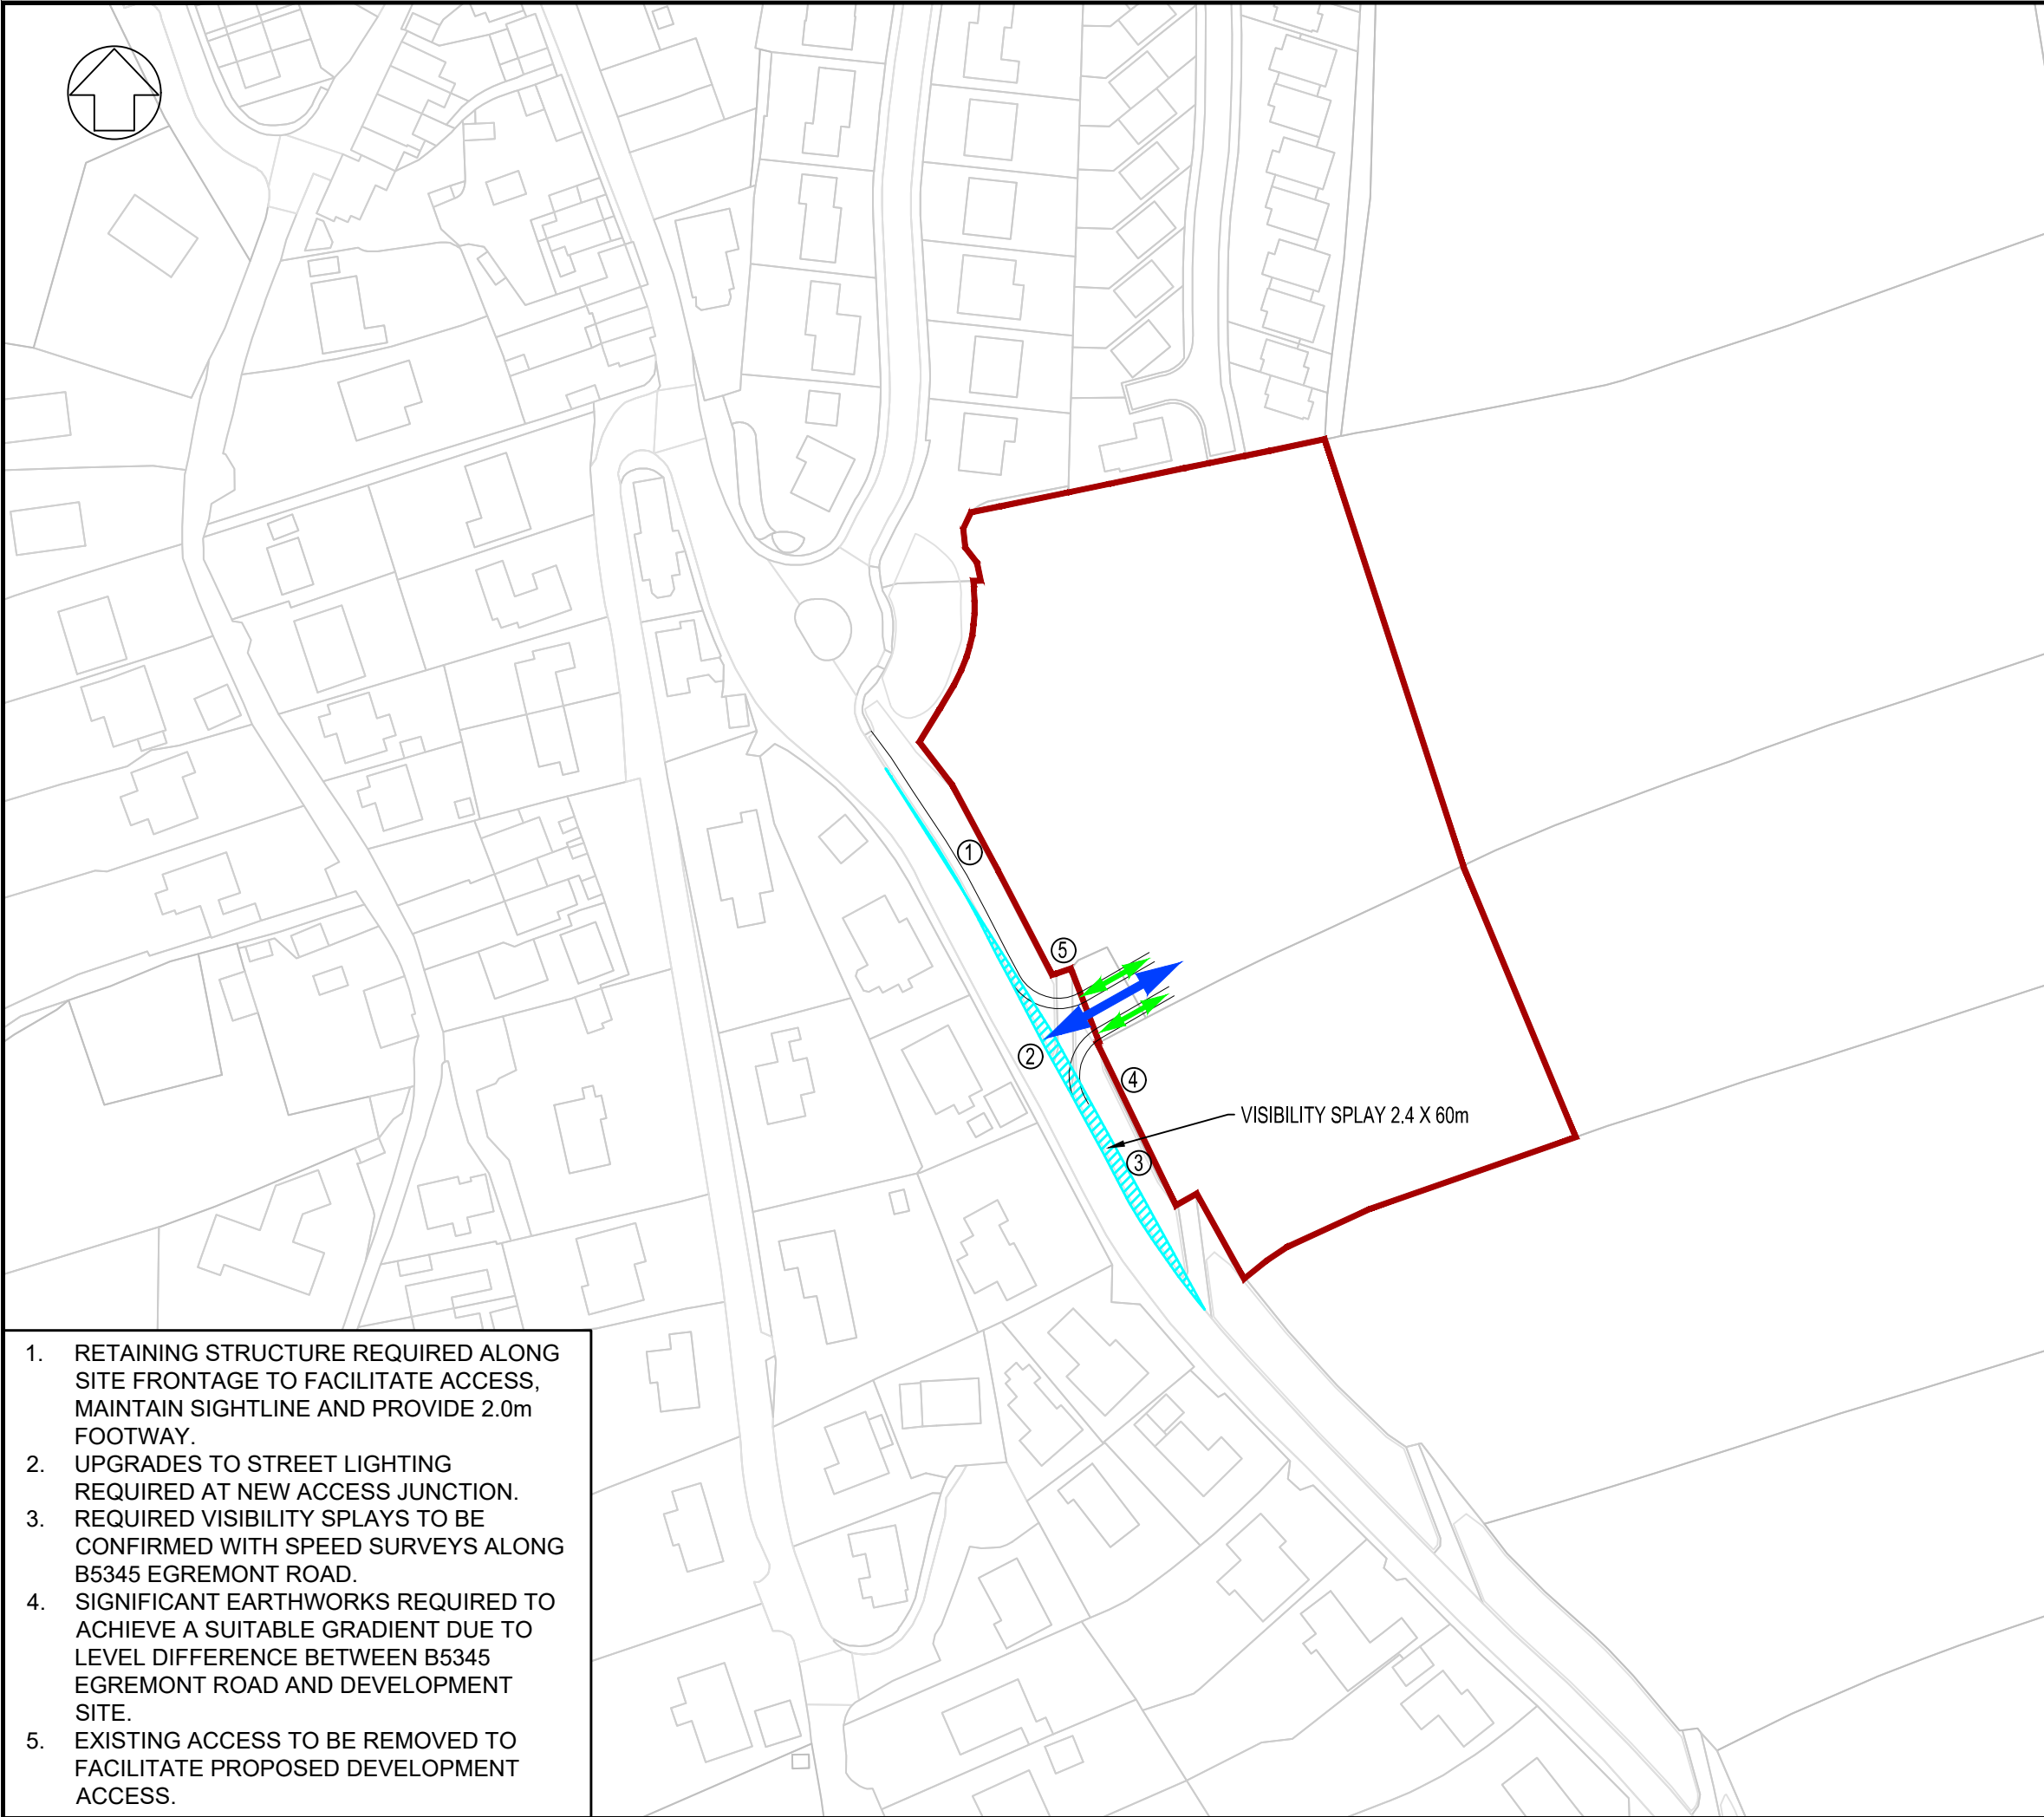 1
5
2
4
VISIBILITY SPLAY 2.4 X 60m
3
1. RETAINING STRUCTURE REQUIRED ALONG
SITE FRONTAGE TO FACILITATE ACCESS,
MAINTAIN SIGHTLINE AND PROVIDE 2.0m
FOOTWAY.
2. UPGRADES TO STREET LIGHTING
REQUIRED AT NEW ACCESS JUNCTION.
3. REQUIRED VISIBILITY SPLAYS TO BE
CONFIRMED WITH SPEED SURVEYS ALONG
B5345 EGREMONT ROAD.
4. SIGNIFICANT EARTHWORKS REQUIRED TO
ACHIEVE A SUITABLE GRADIENT DUE TO
LEVEL DIFFERENCE BETWEEN B5345
EGREMONT ROAD AND DEVELOPMENT
SITE.
5. EXISTING ACCESS TO BE REMOVED TO
FACILITATE PROPOSED DEVELOPMENT
ACCESS.